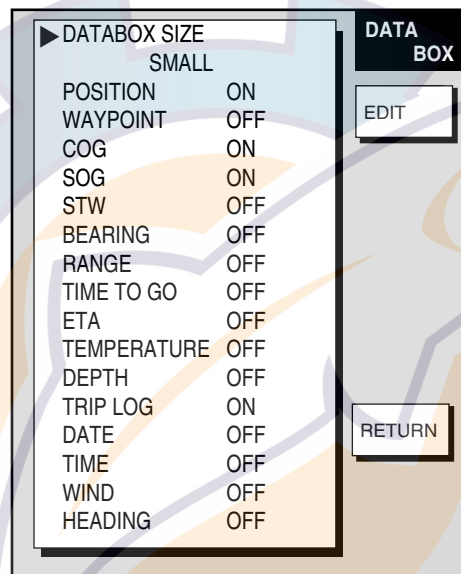 ▶DATABOX SIZE
SMALL
POSITION ON
WAYPOINT OFF
COG ON
SOG ON
STW OFF
BEARING OFF
RANGE OFF
TIME TO GO OFF
ETA OFF
TEMPERATURE OFF
DEPTH OFF
TRIP LOG ON
DATE OFF
TIME OFF
WIND OFF
HEADING OFF
DATA
BOX
EDIT
RETURN